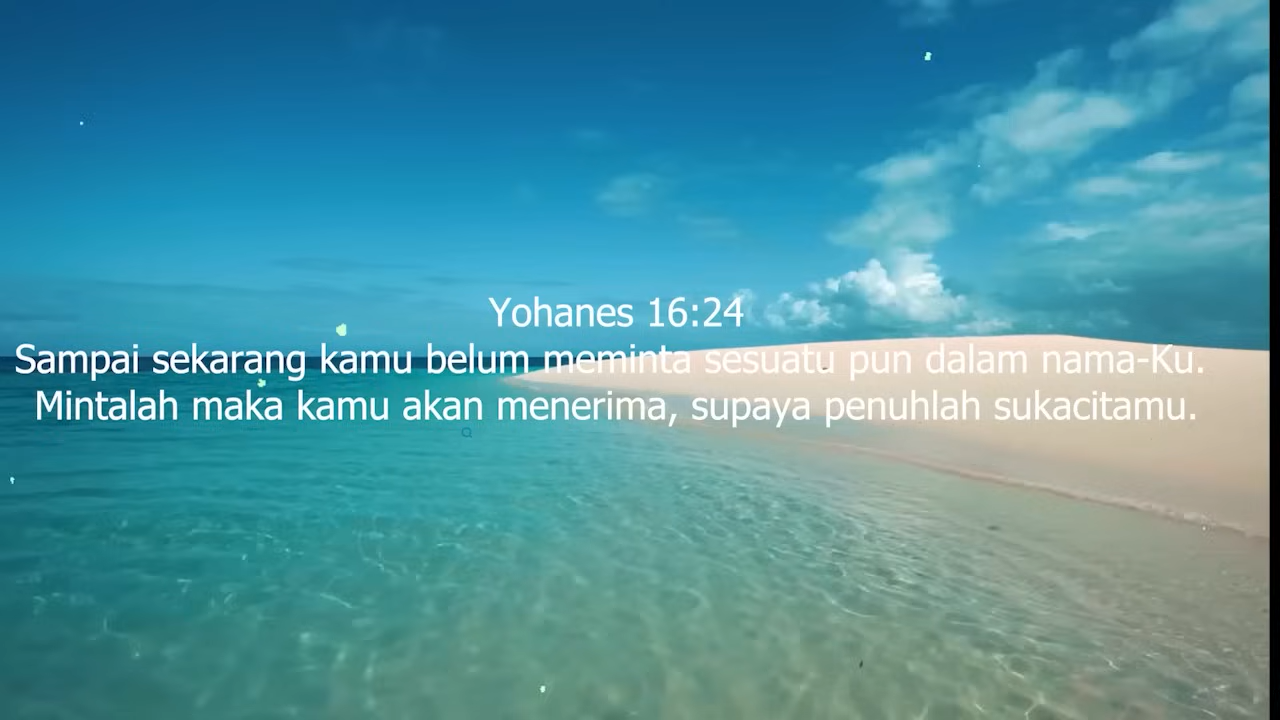 Yohanes 16:24
Sampai sekarang kamu belum meminta sesuatu pun dalam nama-Ku.
Mintalah maka kamu akan menerima, supaya penuhlah sukacitamu.